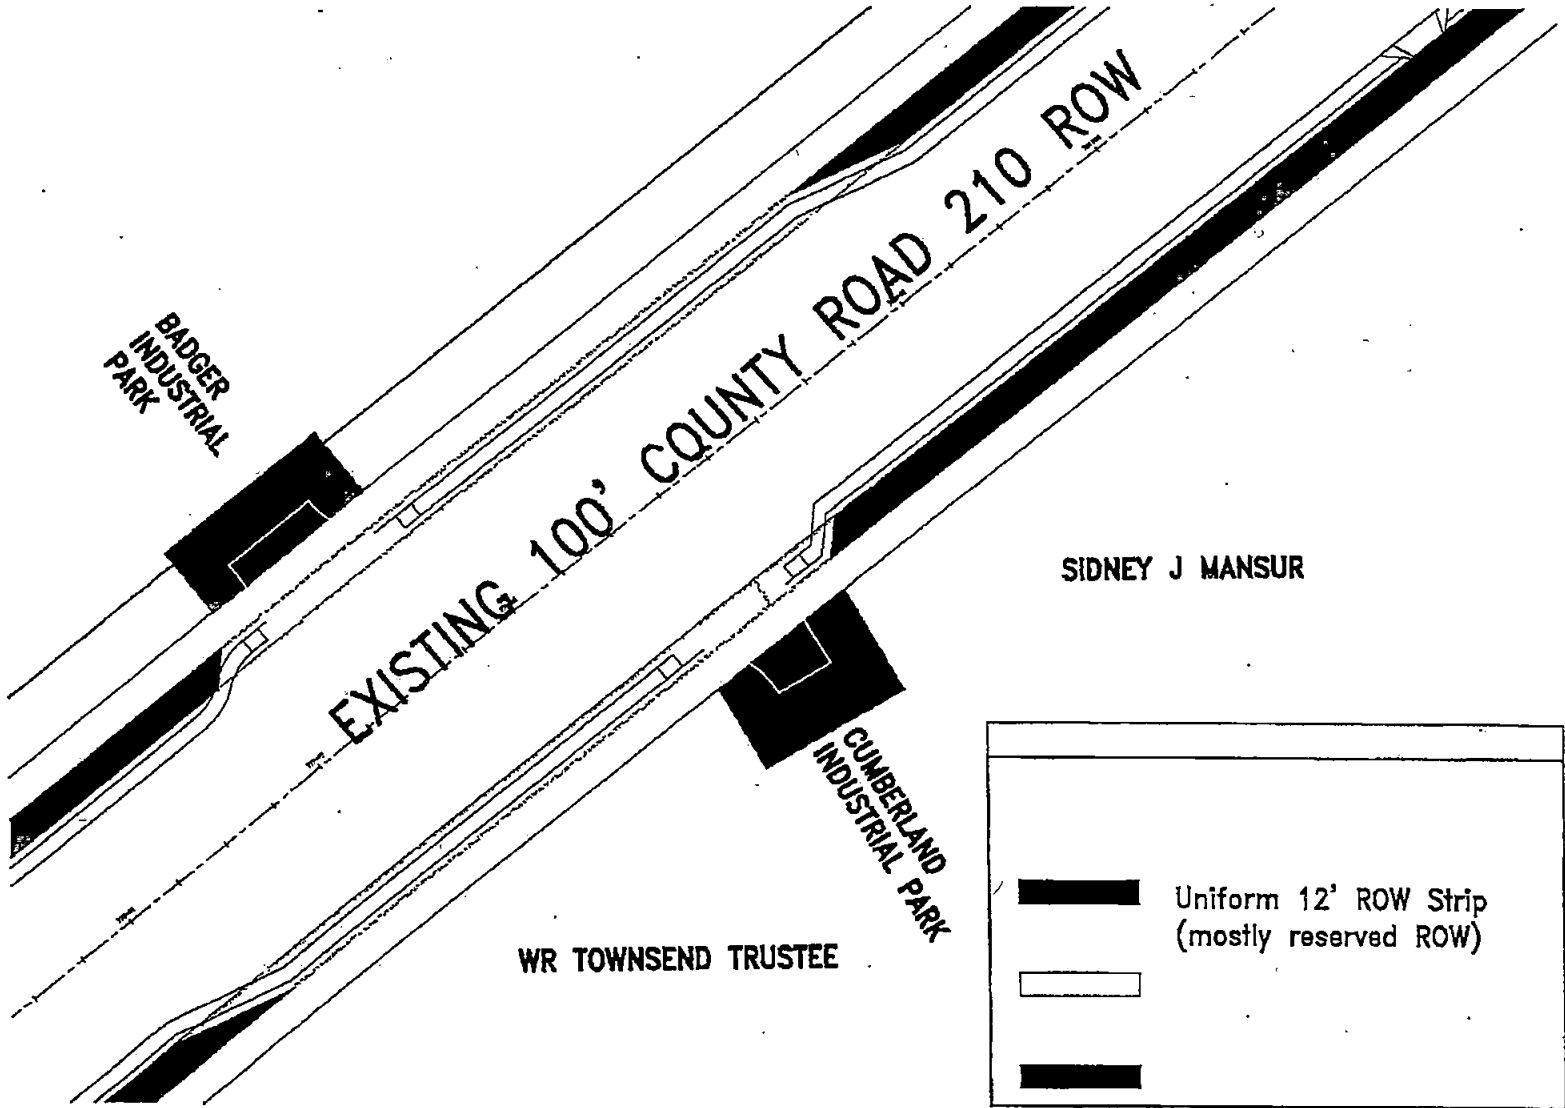 EXISTING 100' COUNTY ROAD 210 ROW
BADGER
INDUSTRIAL
PARK
SIDNEY J MANSUR
CUMBERLAND
INDUSTRIAL PARK
WR TOWNSEND TRUSTEE
Uniform 12' ROW Strip
(mostly reserved ROW)